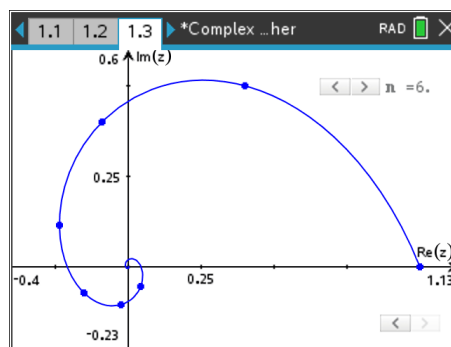 1.1 1.2 1.3 *Complex …her RAD
0.6 Im(z)
< > n =6.
0.25
Re(z)
-0.4 0.25 1.13
-0.23
< >